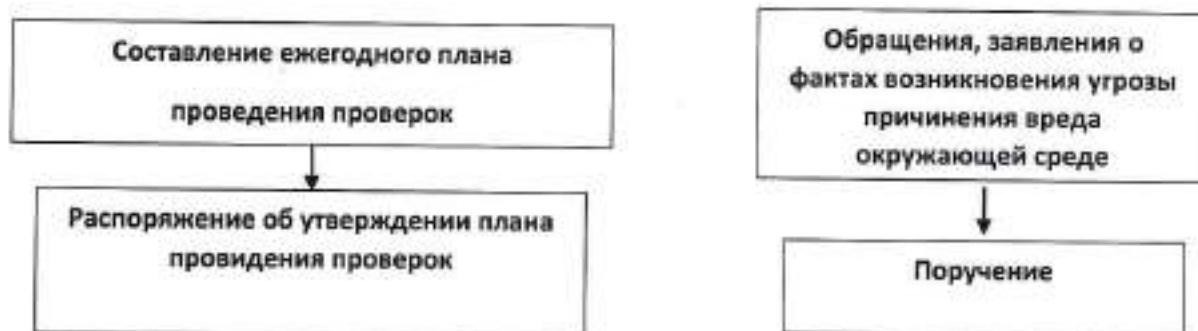 Составление ежегодного плана
проведения проверок
Распоряжение об утверждении плана
провидения проверок
Обращения, заявления о
фактах возникновения угрозы
причинения вреда
окружающей среде
Поручение